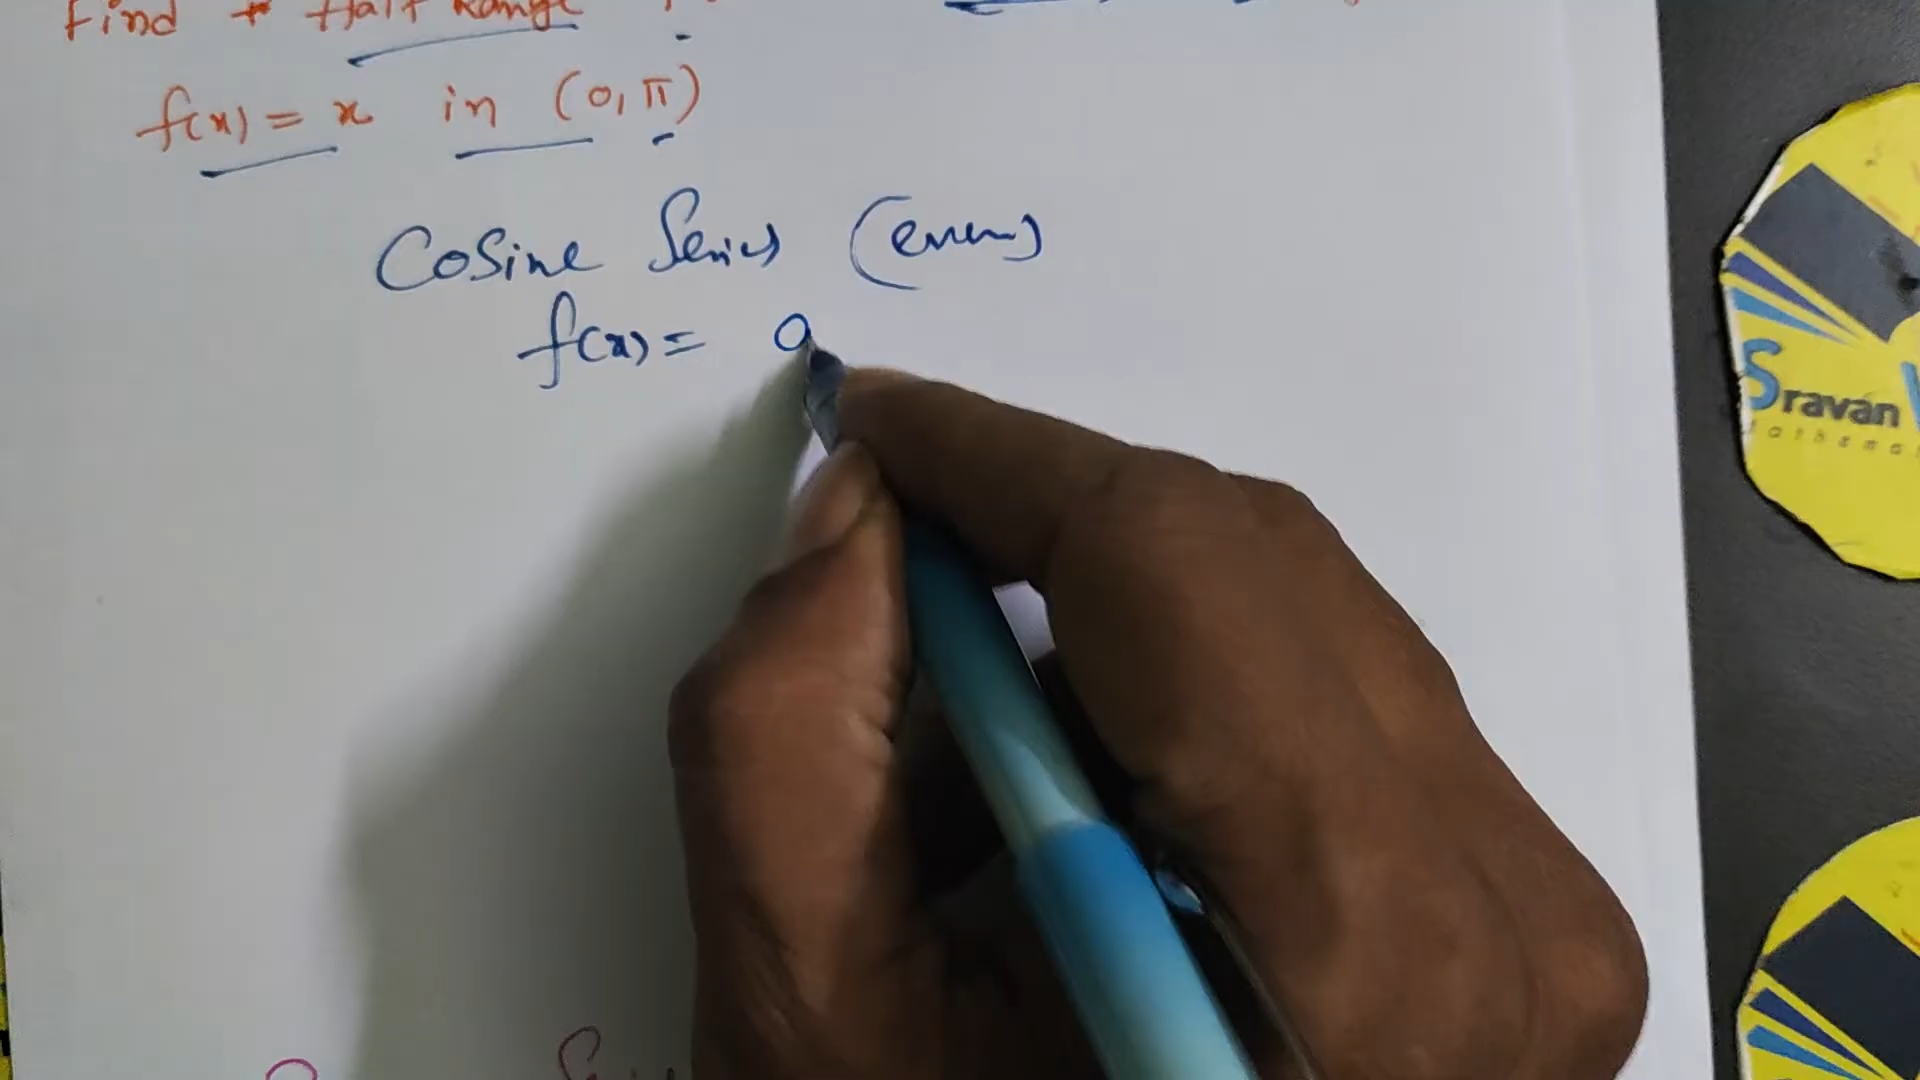 Find Half Range
f(x) = x in (0, π)
Cosine Series (even)
f(x) = a
Sravan